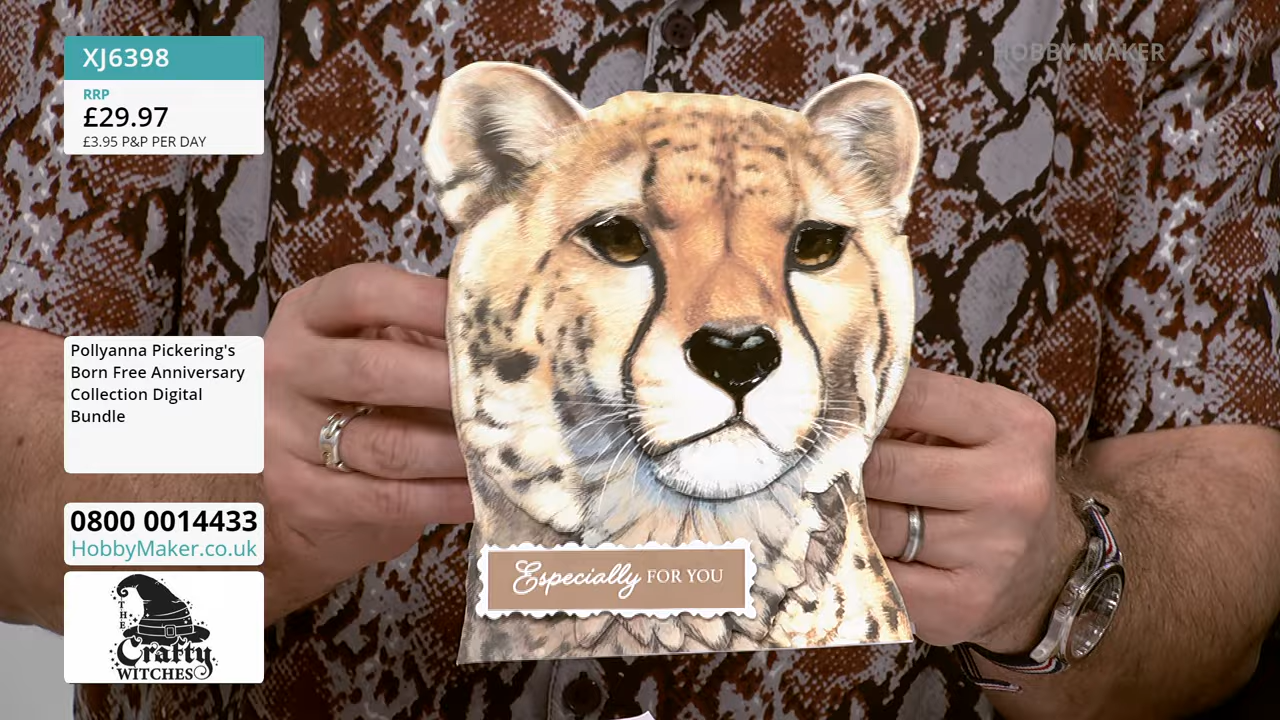 XJ6398
RRP
£29.97
£3.95 P&P PER DAY
HOBBY MAKER
Pollyanna Pickering's
Born Free Anniversary
Collection Digital
Bundle
0800 0014433
HobbyMaker.co.uk
THE
Crafty
WITCHES
Especially FOR YOU